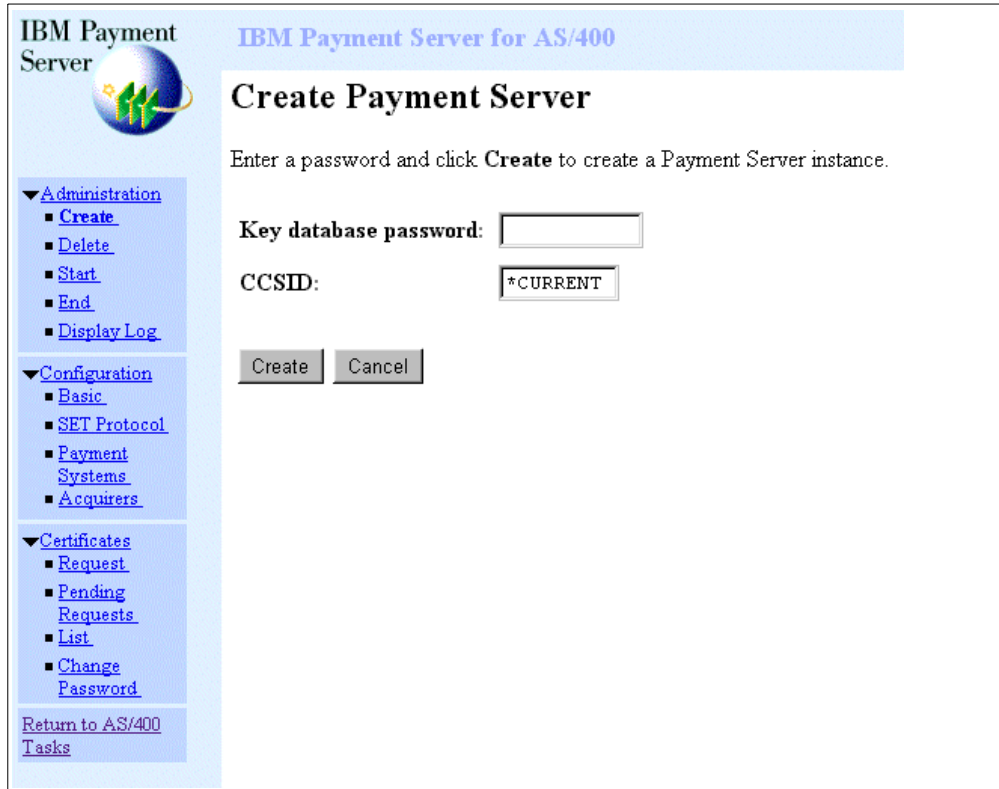 IBM Payment
Server
Administration
Create
Delete
Start
End
Display Log
Configuration
Basic
SET Protocol
Payment
Systems
Acquirers
Certificates
Request
Pending
Requests
List
Change
Password
Return to AS/400
Tasks
IBM Payment Server for AS/400
Create Payment Server
Enter a password and click Create to create a Payment Server instance.
Key database password:
CCSID: *CURRENT
Create Cancel